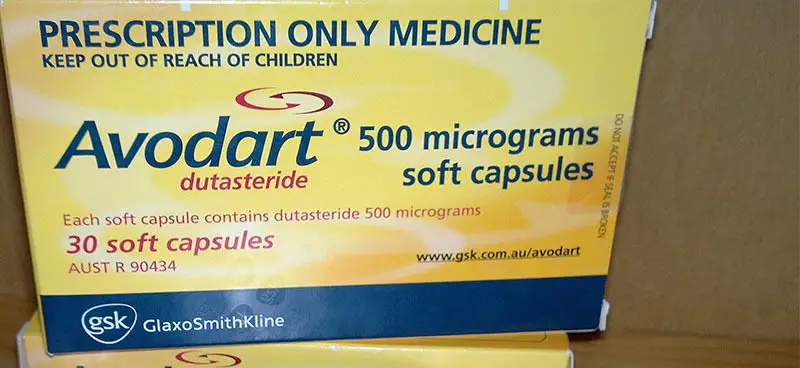 PRESCRIPTION ONLY MEDICINE
KEEP OUT OF REACH OF CHILDREN
Avodart® 500 micrograms
dutasteride soft capsules
Each soft capsule contains dutasteride 500 micrograms
30 soft capsules
AUST R 90434
www.gsk.com.au/avodart
DO NOT ACCEPT IF SEAL IS BROKEN
gsk GlaxoSmithKline
Avodart